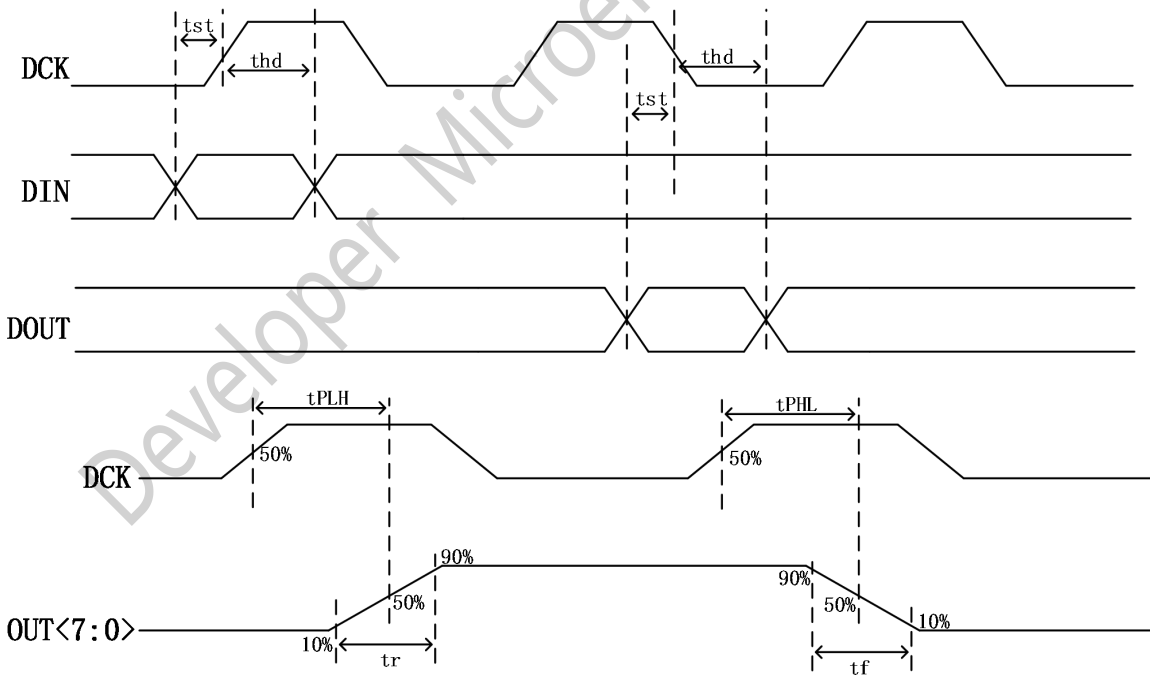 tst
DCK
thd
thd
tst
DIN
DOUT
tPLH
tPHL
50%
50%
DCK
90%
90%
50%
50%
OUT<7:0>
10%
10%
tr
tf
Developer Microe